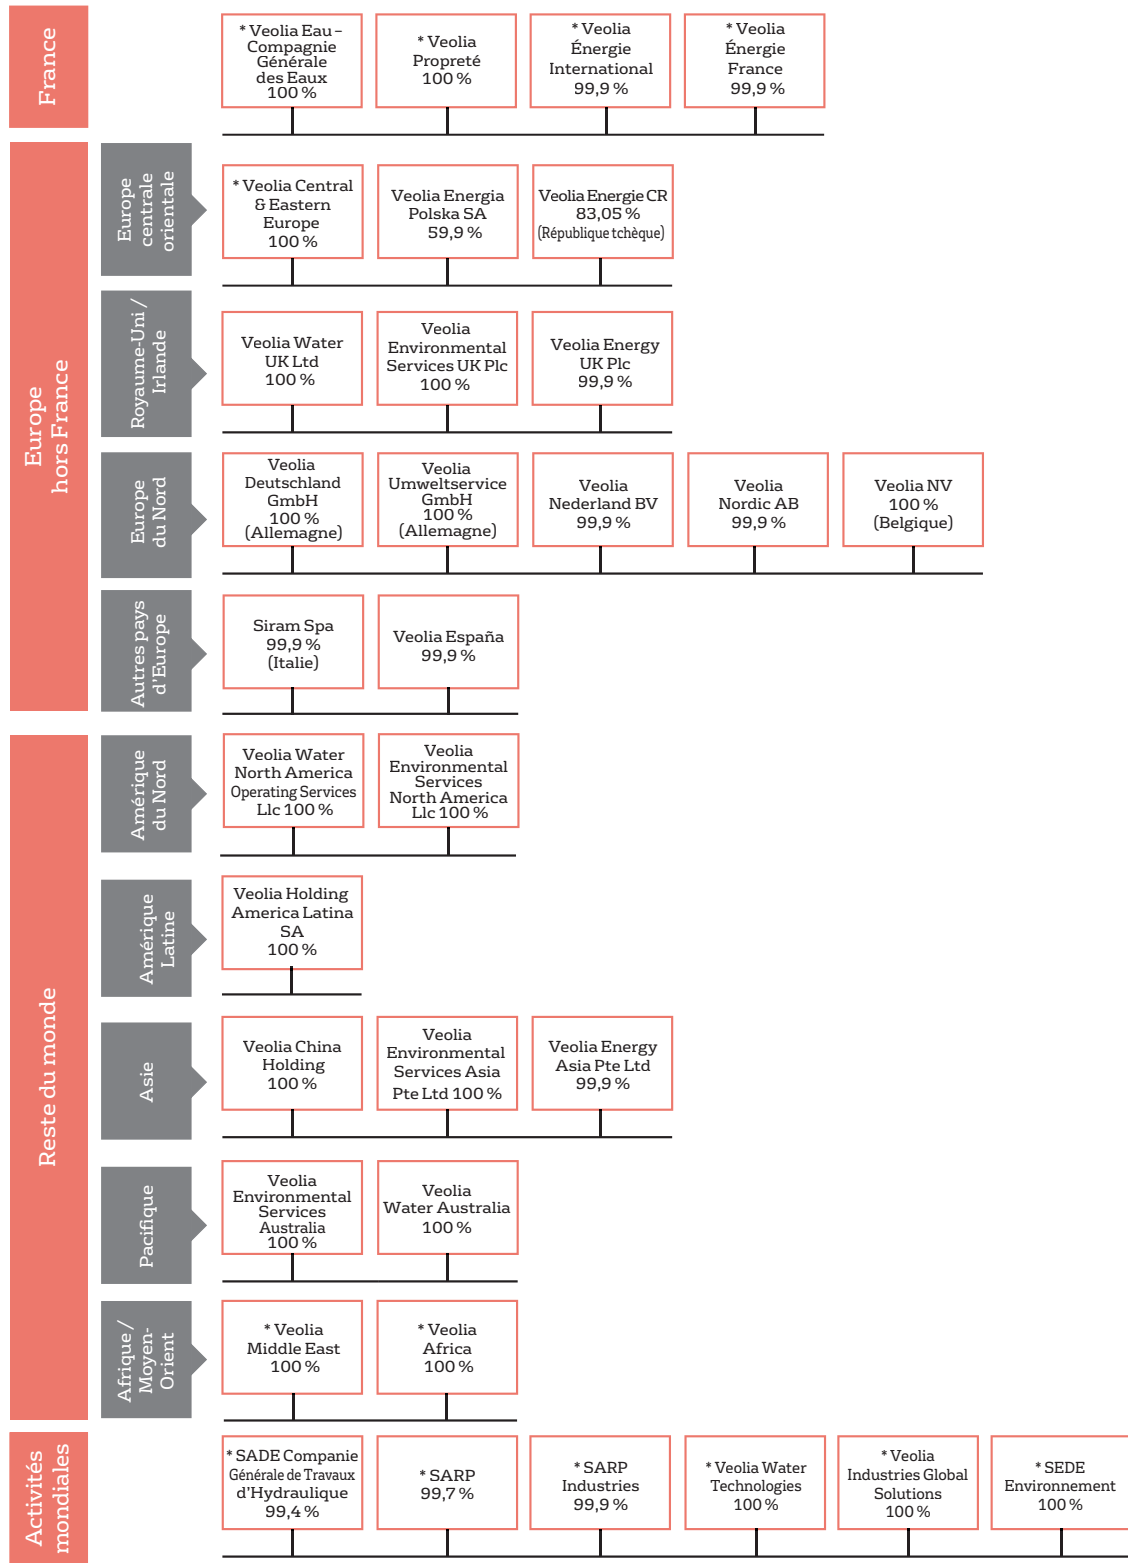 France
* Veolia Eau –
Compagnie
Générale
des Eaux
100 %
* Veolia
Propreté
100 %
* Veolia
Énergie
International
99,9 %
* Veolia
Énergie
France
99,9 %
Europe
hors France
Europe
centrale
orientale
* Veolia Central
& Eastern
Europe
100 %
Veolia Energia
Polska SA
59,9 %
Veolia Energie CR
83,05 %
(République tchèque)
Royaume-Uni /
Irlande
Veolia Water
UK Ltd
100 %
Veolia
Environmental
Services UK Plc
100 %
Veolia Energy
UK Plc
99,9 %
Europe
du Nord
Veolia
Deutschland
GmbH
100 %
(Allemagne)
Veolia
Umweltservice
GmbH
100 %
(Allemagne)
Veolia
Nederland BV
99,9 %
Veolia
Nordic AB
99,9 %
Veolia NV
100 %
(Belgique)
Autres pays
d'Europe
Siram Spa
99,9 %
(Italie)
Veolia España
99,9 %
Reste du monde
Amérique
du Nord
Veolia Water
North America
Operating Services
Llc 100 %
Veolia
Environmental
Services
North America
Llc 100 %
Amérique
Latine
Veolia Holding
America Latina
SA
100 %
Asie
Veolia China
Holding
100 %
Veolia
Environmental
Services Asia
Pte Ltd 100 %
Veolia Energy
Asia Pte Ltd
99,9 %
Pacifique
Veolia
Environmental
Services
Australia
100 %
Veolia
Water Australia
100 %
Afrique /
Moyen-
Orient
* Veolia
Middle East
100 %
* Veolia
Africa
100 %
Activités
mondiales
* SADE Companie
Générale de Travaux
d'Hydraulique
99,4 %
* SARP
99,7 %
* SARP
Industries
99,9 %
* Veolia Water
Technologies
100 %
* Veolia
Industries Global
Solutions
100 %
* SEDE
Environnement
100 %